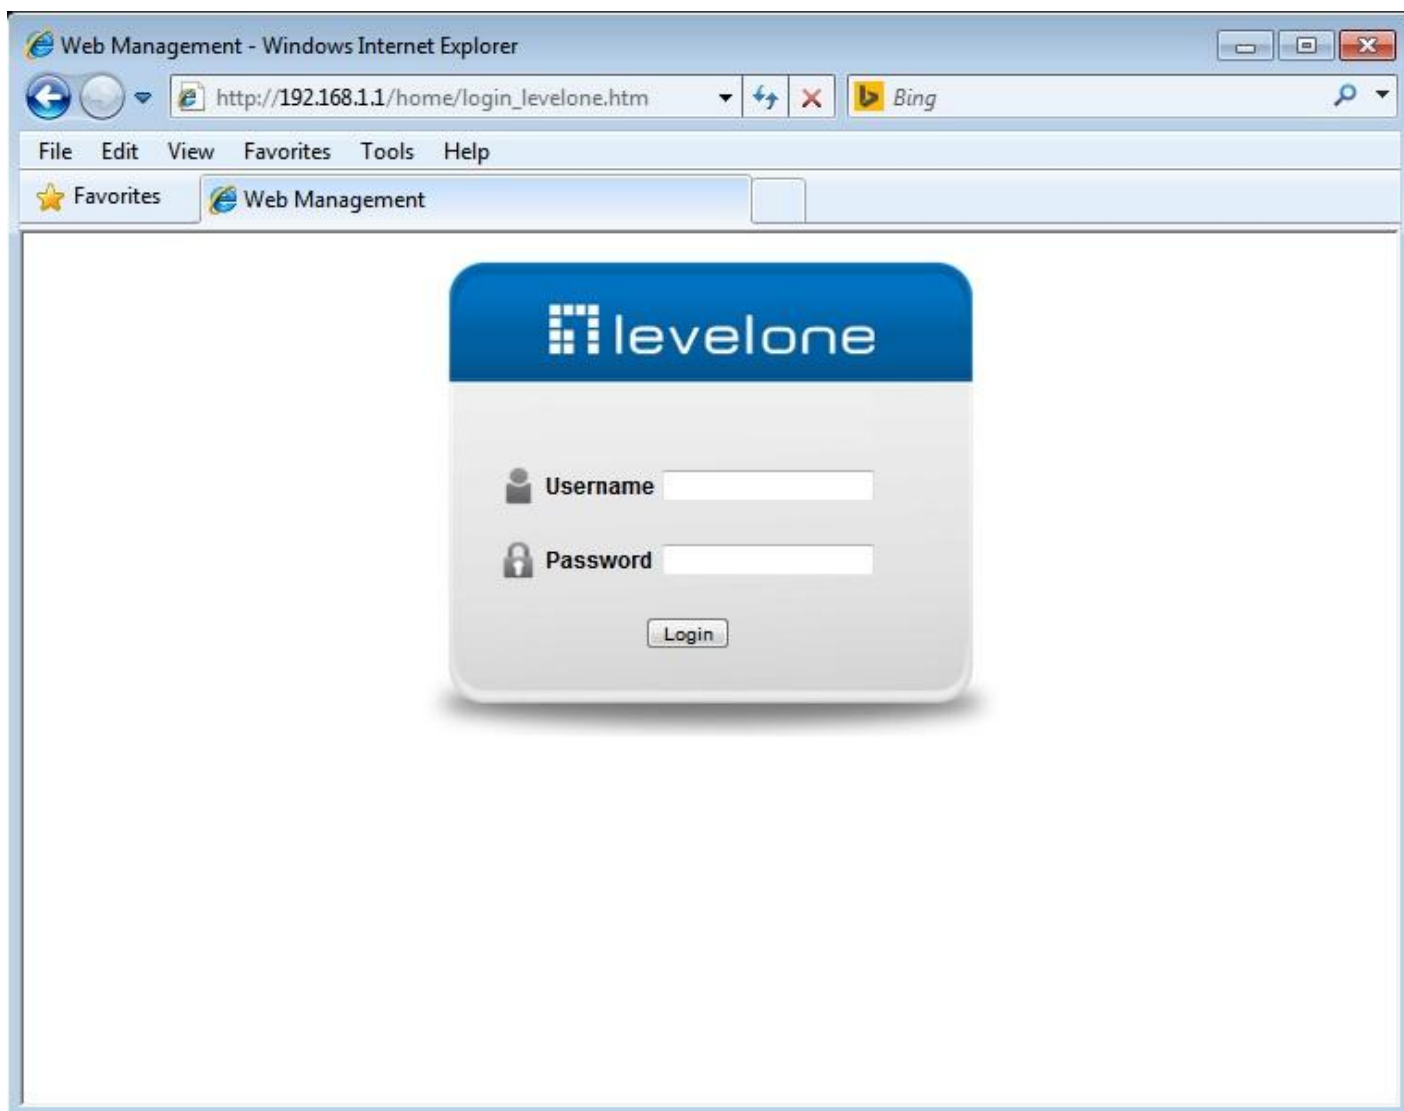 Web Management - Windows Internet Explorer
http://192.168.1.1/home/login_levelone.htm
Bing
File Edit View Favorites Tools Help
Favorites
Web Management
levelone
Username
Password
Login